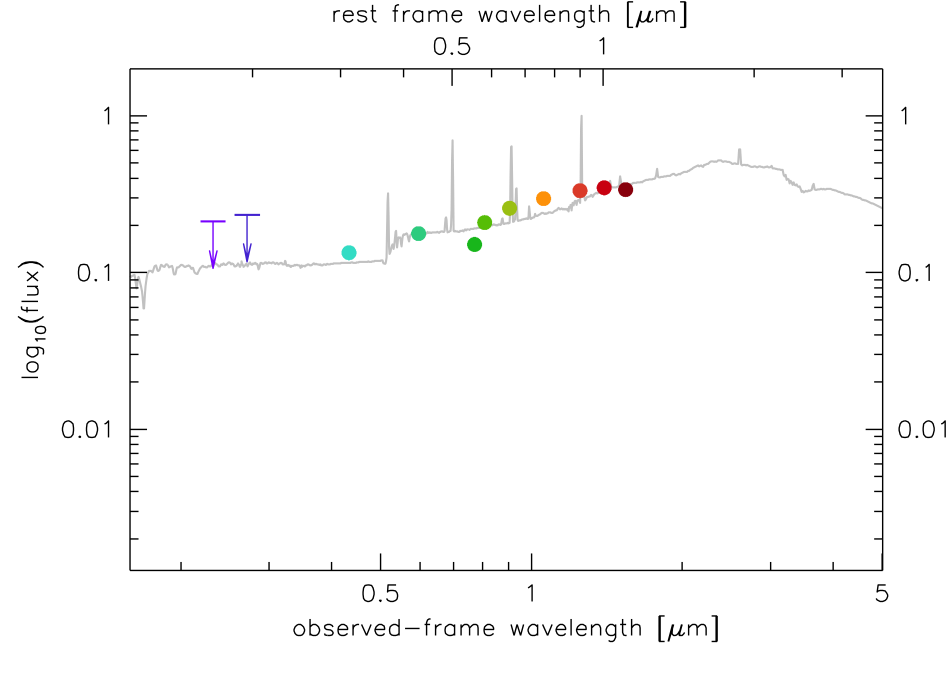 rest frame wavelength [μm]
0.5 1
1 1
0.1 0.1
log10(flux)
0.01 0.01
0.5 1 5
observed-frame wavelength [μm]